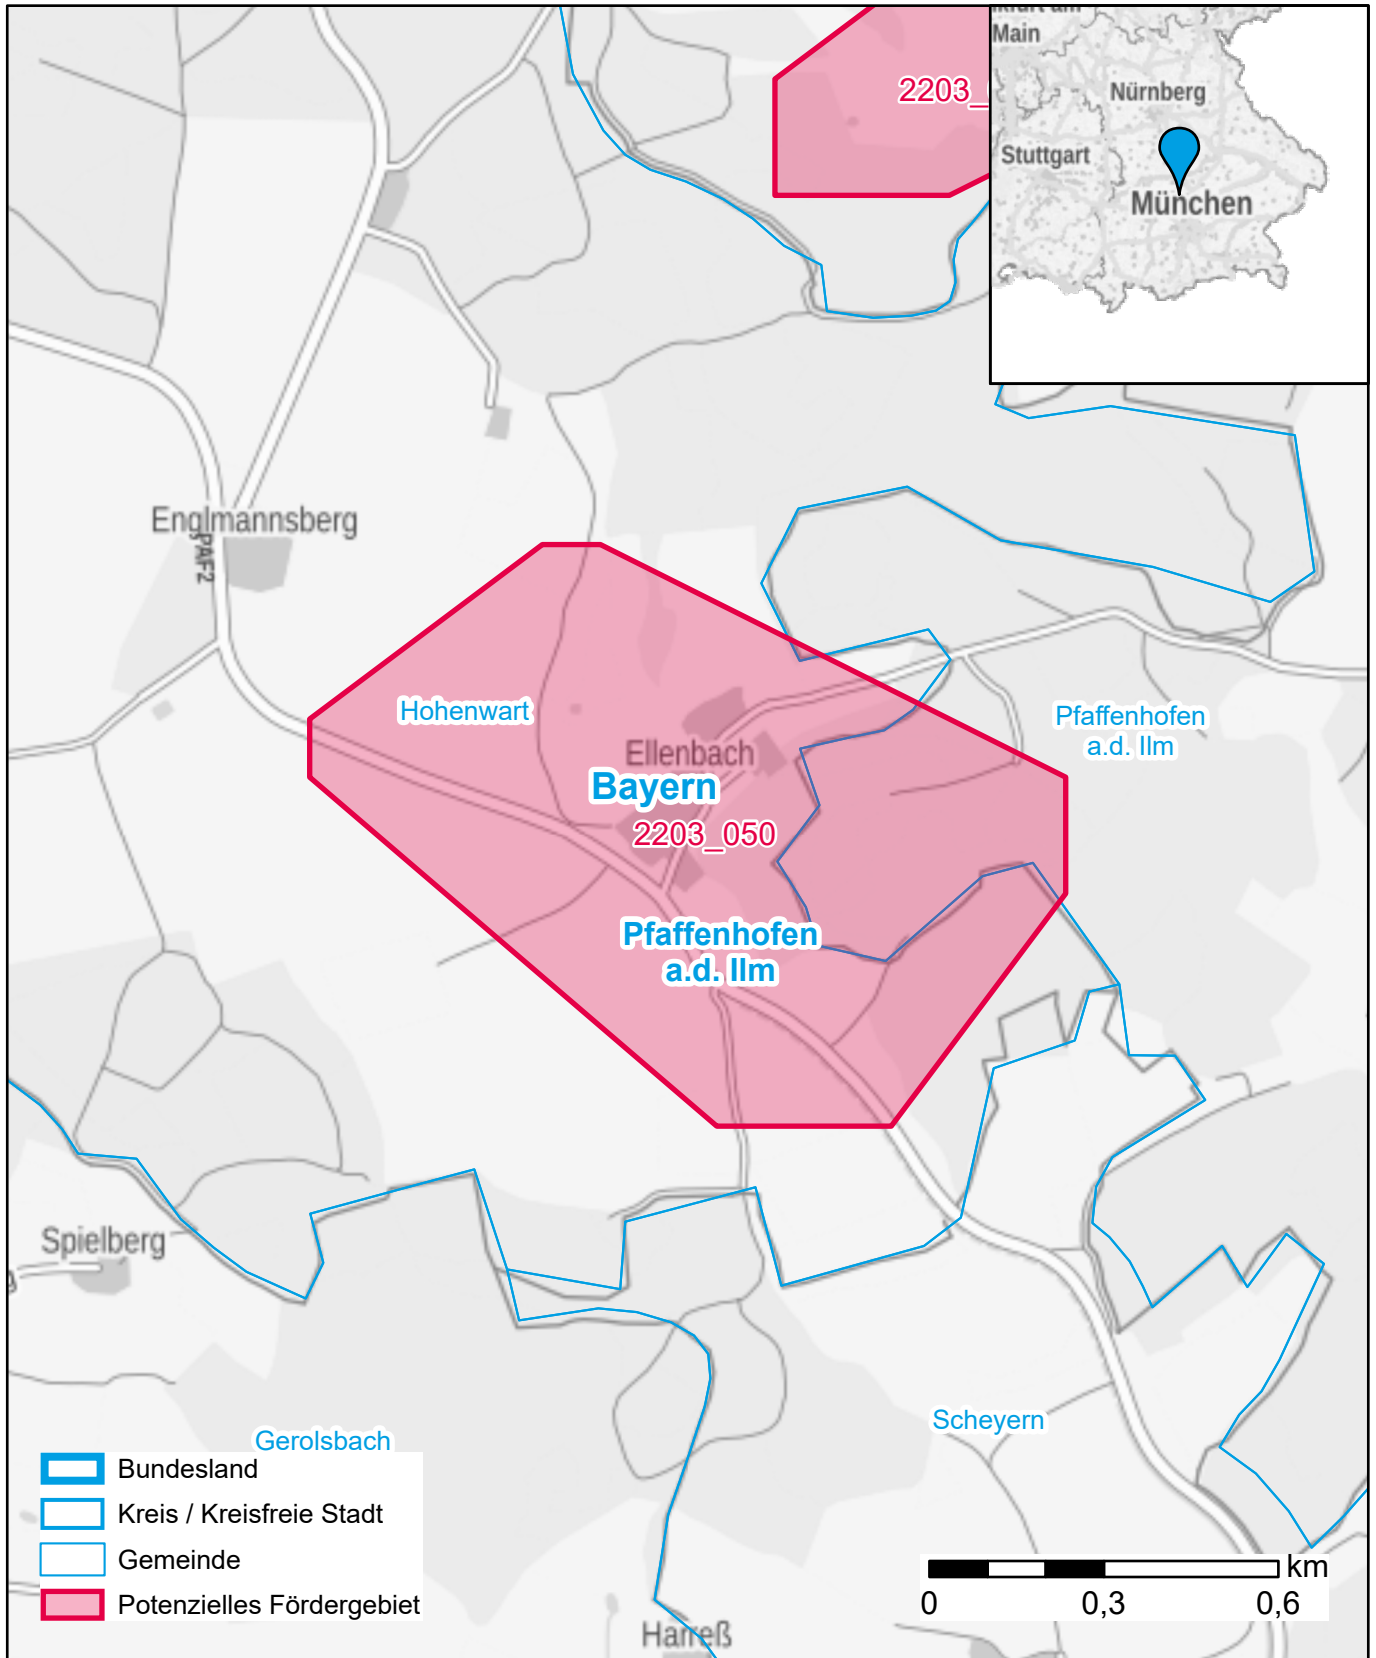 Main
2203_
Nürnberg
Stuttgart
München
Englmannsberg
PAF2
Hohenwart
Pfaffenhofen
a.d. Ilm
Ellenbach
Bayern
2203_050
Pfaffenhofen
a.d. Ilm
Spielberg
Scheyern
Gerolsbach
Bundesland
Kreis / Kreisfreie Stadt
Gemeinde
Potenzielles Fördergebiet
km
0 0,3 0,6
Harreß